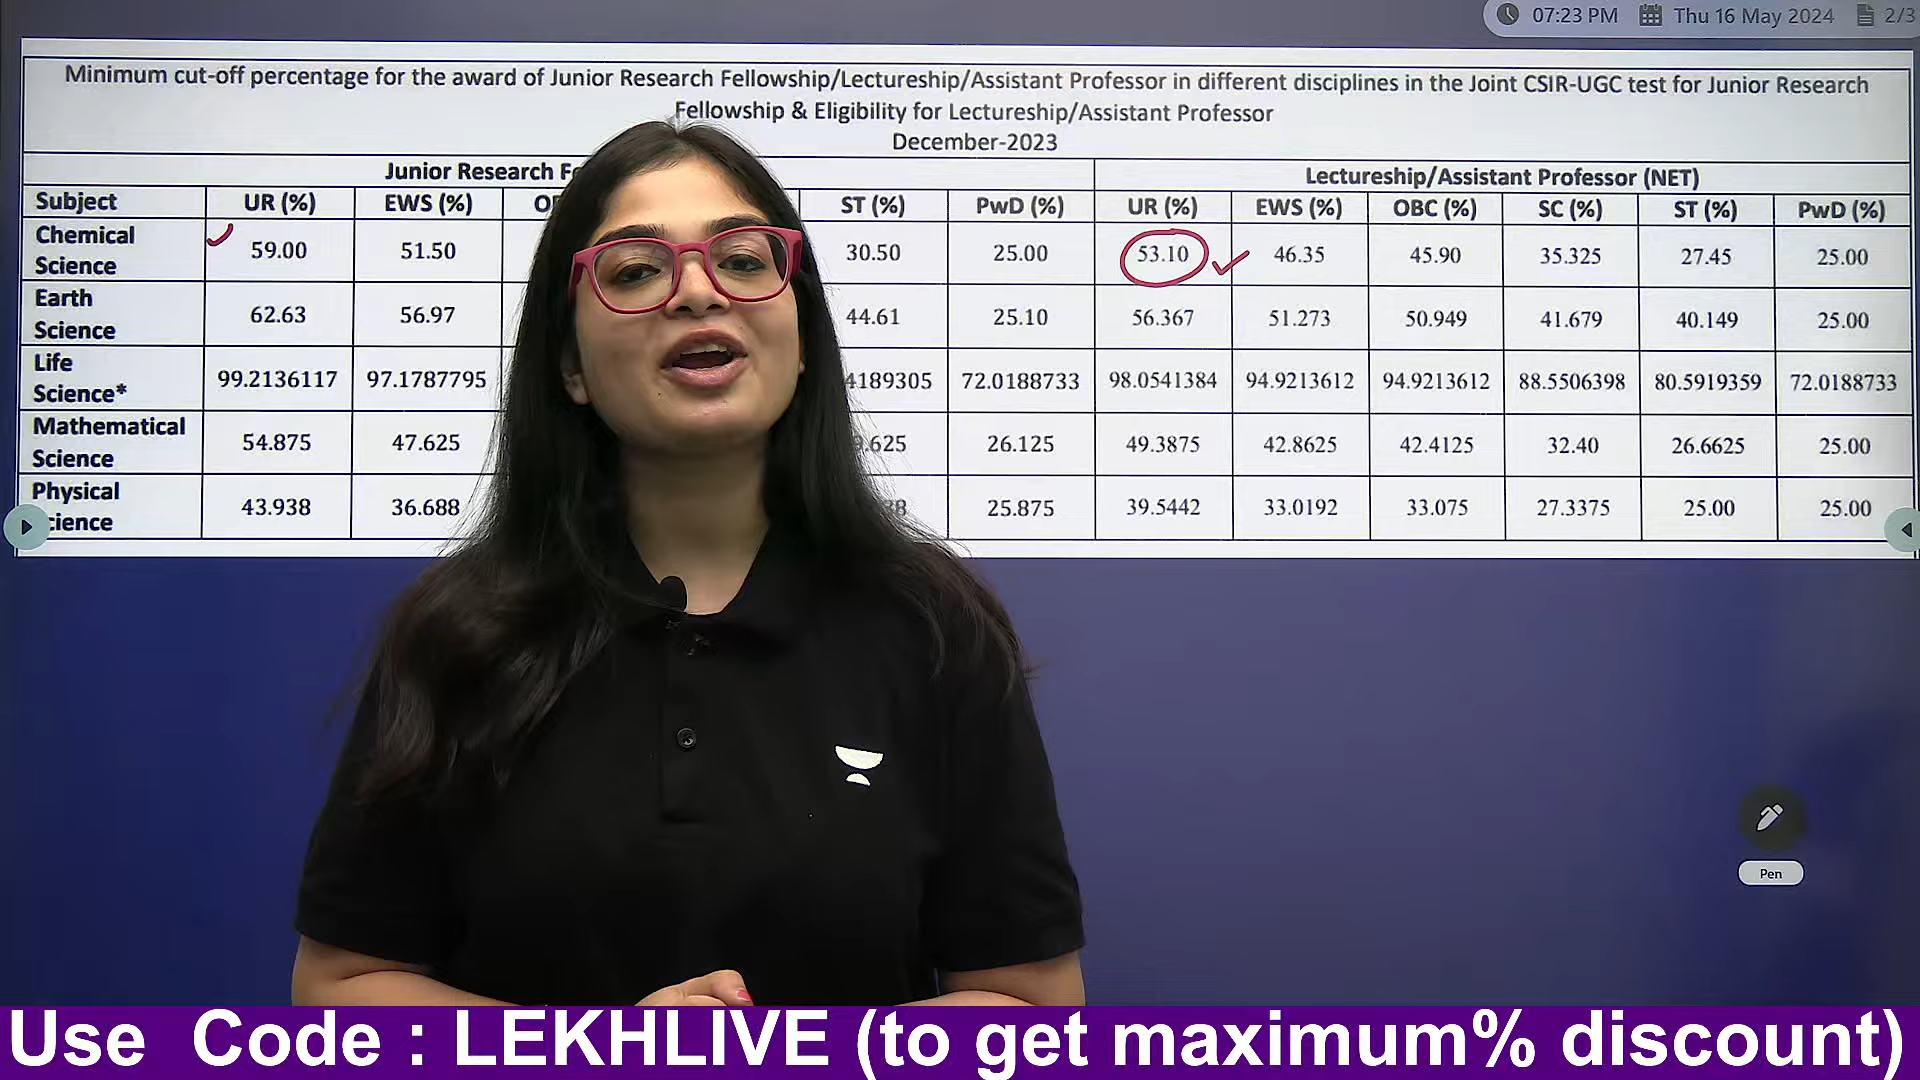 07:23 PM Thu 16 May 2024 2/3
Minimum cut-off percentage for the award of Junior Research Fellowship/Lectureship/Assistant Professor in different disciplines in the Joint CSIR-UGC test for Junior Research
Fellowship & Eligibility for Lectureship/Assistant Professor
December-2023
Junior Research Lectureship/Assistant Professor (NET)
Subject UR (%) EWS (%) ST (%) PwD (%) UR (%) EWS (%) OBC (%) SC (%) ST (%) PwD (%)
Chemical
Science 59.00 51.50 30.50 25.00 53.10 46.35 45.90 35.325 27.45 25.00
Earth
Science 62.63 56.97 44.61 25.10 56.367 51.273 50.949 41.679 40.149 25.00
Life
Science* 99.2136117 97.1787795 4189305 72.0188733 98.0541384 94.9213612 94.9213612 88.5506398 80.5919359 72.0188733
Mathematical
Science 54.875 47.625 .625 26.125 49.3875 42.8625 42.4125 32.40 26.6625 25.00
Physical
cience 43.938 36.688 25.875 39.5442 33.0192 33.075 27.3375 25.00 25.00
Pen
Use Code : LEKHLIVE (to get maximum% discount)